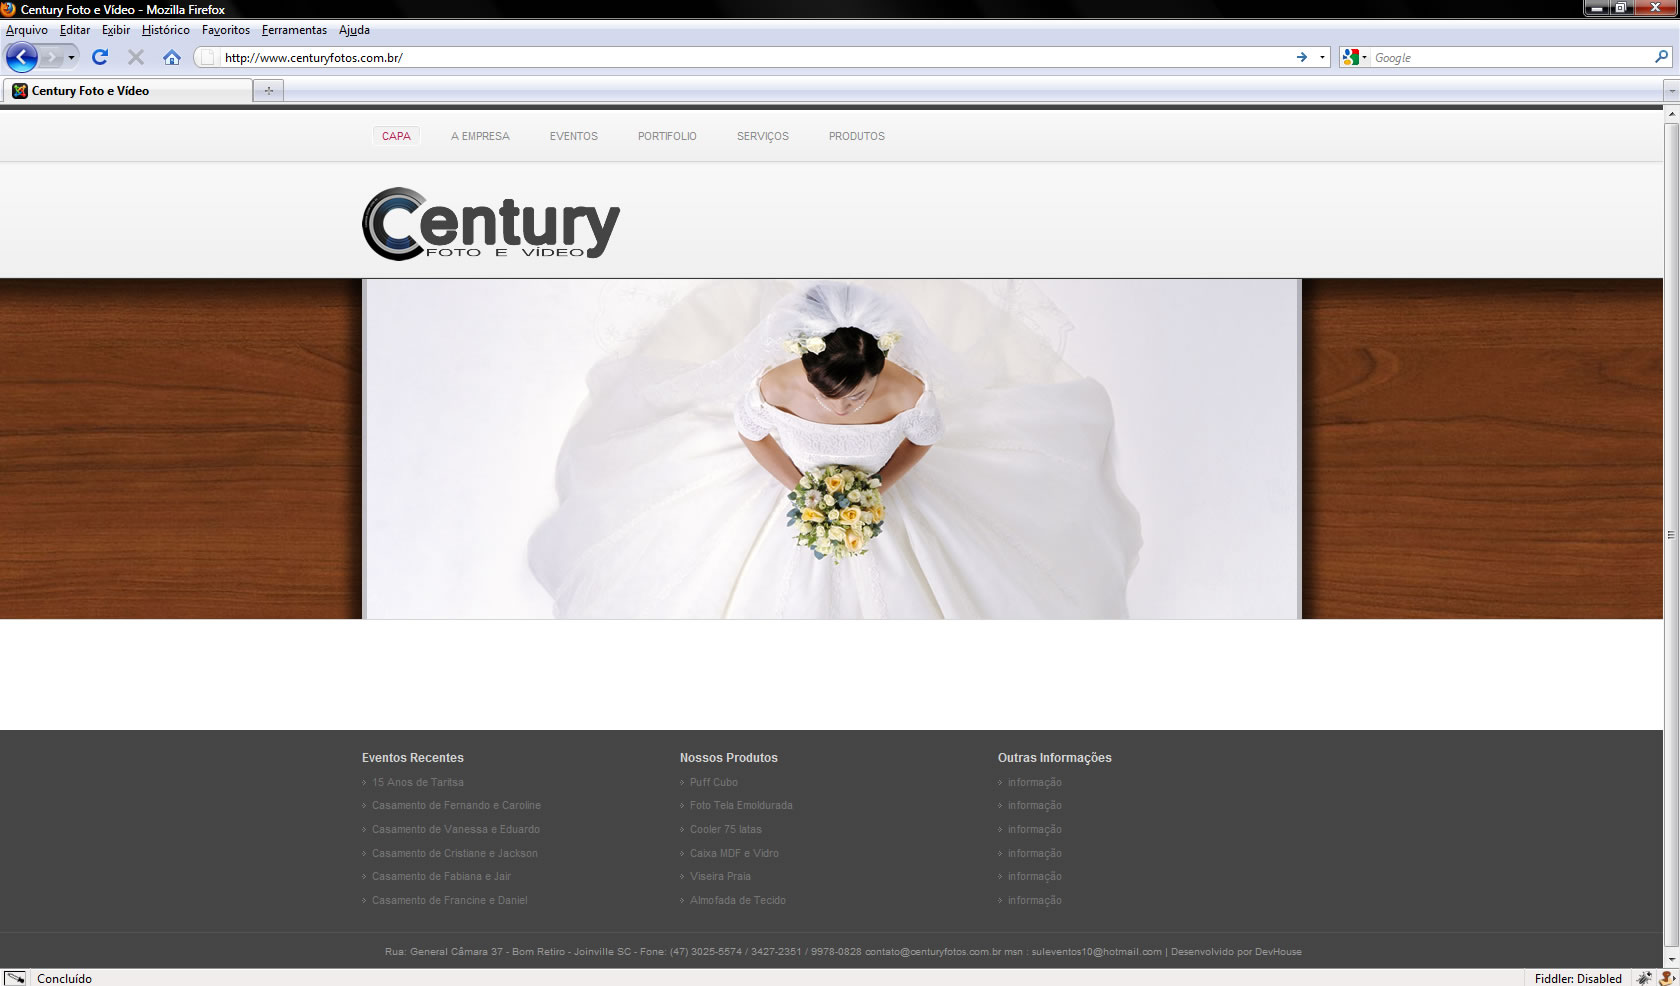 Century Foto e Vídeo - Mozilla Firefox
Arquivo Editar Exibir Histórico Favoritos Ferramentas Ajuda
http://www.centuryfotos.com.br/
Google
Century Foto e Vídeo
CAPA A EMPRESA EVENTOS PORTIFOLIO SERVIÇOS PRODUTOS
Century
FOTO E VÍDEO
Eventos Recentes
15 Anos de Taritsa
Casamento de Fernando e Caroline
Casamento de Vanessa e Eduardo
Casamento de Cristiane e Jackson
Casamento de Fabiana e Jair
Casamento de Francine e Daniel
Nossos Produtos
Puff Cubo
Foto Tela Emoldurada
Cooler 75 latas
Caixa MDF e Vidro
Viseira Praia
Almofada de Tecido
Outras Informações
informação
informação
informação
informação
informação
informação
Rua: General Câmara 37 - Bom Retiro - Joinville SC - Fone: (47) 3025-5574 / 3427-2351 / 9978-0828 contato@centuryfotos.com.br msn : suleventos10@hotmail.com | Desenvolvido por DevHouse
Concluído
Fiddler: Disabled